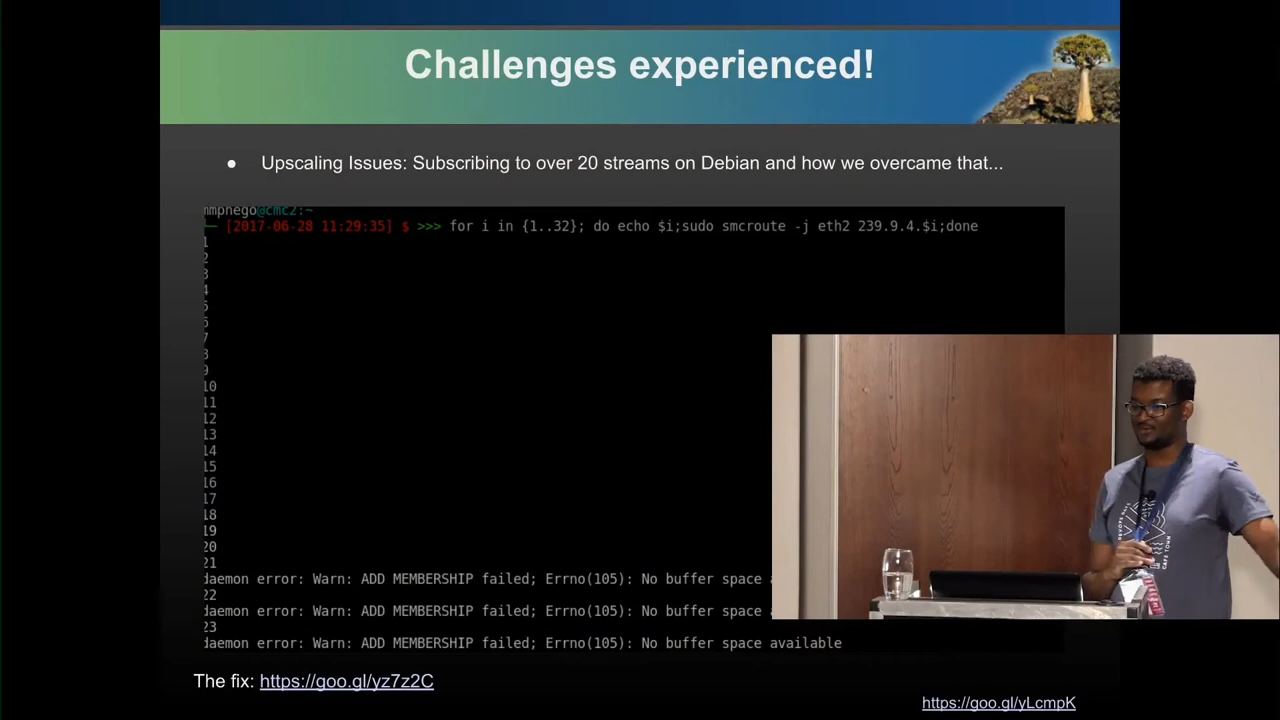 Challenges experienced!
● Upscaling Issues: Subscribing to over 20 streams on Debian and how we overcame that...
mmphego@cmc2:~
[2017-06-28 11:29:35] $ >>> for i in {1..32}; do echo $i;sudo smcroute -j eth2 239.9.4.$i;done
1
2
3
4
5
6
7
8
9
10
11
12
13
14
15
16
17
18
19
20
21
daemon error: Warn: ADD MEMBERSHIP failed; Errno(105): No buffer space
22
daemon error: Warn: ADD MEMBERSHIP failed; Errno(105): No buffer space
23
daemon error: Warn: ADD MEMBERSHIP failed; Errno(105): No buffer space available
The fix: https://goo.gl/yz7z2C
https://goo.gl/yLcmpK
CAPE TOWN